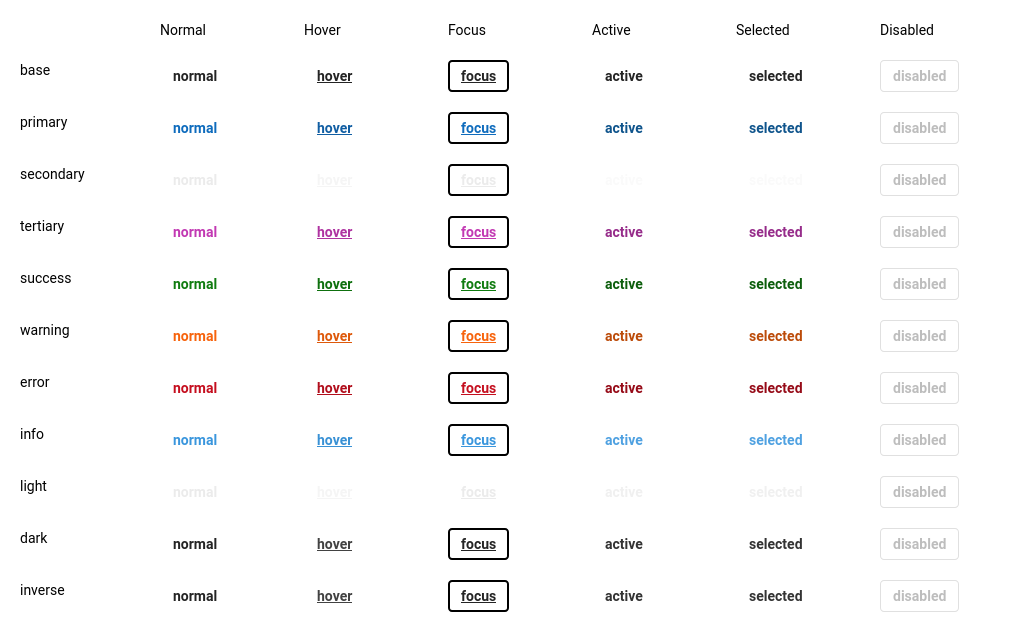 Normal Hover Focus Active Selected Disabled
base normal hover focus active selected disabled
primary normal hover focus active selected disabled
secondary normal hover focus active selected disabled
tertiary normal hover focus active selected disabled
success normal hover focus active selected disabled
warning normal hover focus active selected disabled
error normal hover focus active selected disabled
info normal hover focus active selected disabled
light normal hover focus active selected disabled
dark normal hover focus active selected disabled
inverse normal hover focus active selected disabled